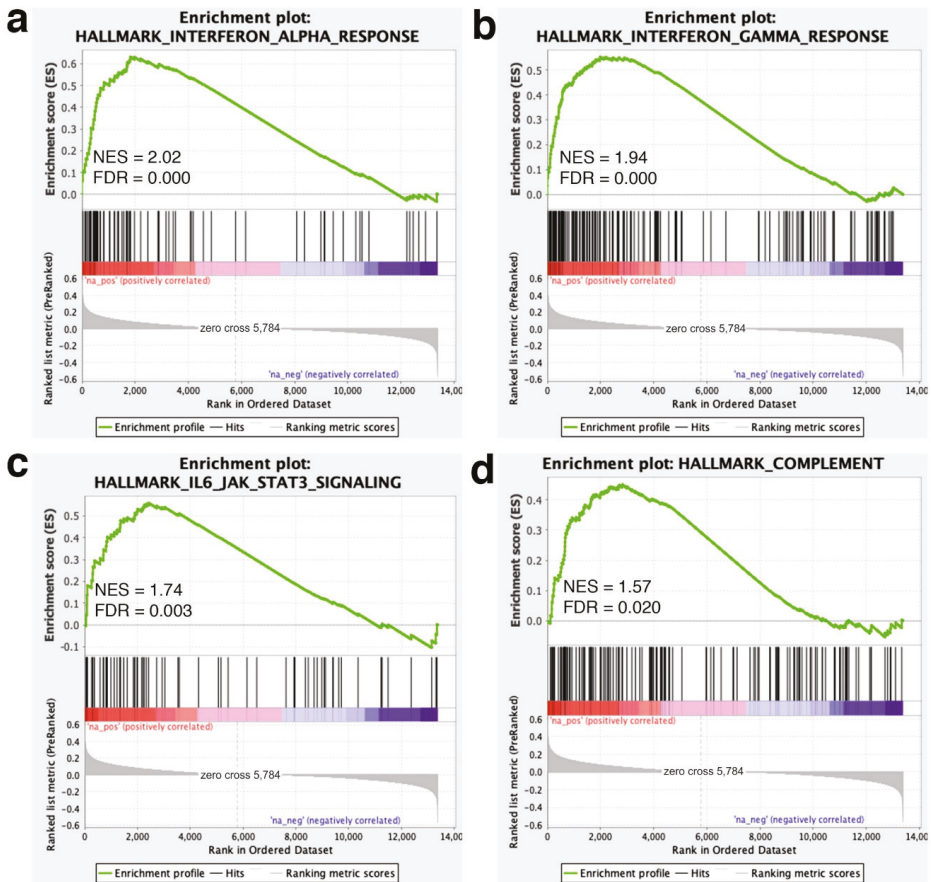 a
Enrichment plot:
HALLMARK_INTERFERON_ALPHA_RESPONSE
Enrichment score (ES)
0.6
0.5
0.4
0.3
0.2
0.1
0.0
NES = 2.02
FDR = 0.000
Ranked list metric (PreRanked)
0.6
0.4
0.2
0.0
-0.2
-0.4
-0.6
'na_pos' (positively correlated)
zero cross 5,784
'na_neg' (negatively correlated)
0 2,000 4,000 6,000 8,000 10,000 12,000 14,000
Rank in Ordered Dataset
Enrichment profile Hits Ranking metric scores
b
Enrichment plot:
HALLMARK_INTERFERON_GAMMA_RESPONSE
Enrichment score (ES)
0.5
0.4
0.3
0.2
0.1
0.0
NES = 1.94
FDR = 0.000
Ranked list metric (PreRanked)
0.6
0.4
0.2
0.0
-0.2
-0.4
-0.6
'na_pos' (positively correlated)
zero cross 5,784
'na_neg' (negatively correlated)
0 2,000 4,000 6,000 8,000 10,000 12,000 14,000
Rank in Ordered Dataset
Enrichment profile Hits Ranking metric scores
c
Enrichment plot:
HALLMARK_IL6_JAK_STAT3_SIGNALING
Enrichment score (ES)
0.5
0.4
0.3
0.2
0.1
0.0
-0.1
NES = 1.74
FDR = 0.003
Ranked list metric (PreRanked)
0.4
0.2
0.0
-0.2
-0.4
-0.6
'na_pos' (positively correlated)
zero cross 5,784
'na_neg' (negatively correlated)
0 2,000 4,000 6,000 8,000 10,000 12,000 14,000
Rank in Ordered Dataset
Enrichment profile Hits Ranking metric scores
d
Enrichment plot: HALLMARK_COMPLEMENT
Enrichment score (ES)
0.4
0.3
0.2
0.1
0.0
NES = 1.57
FDR = 0.020
Ranked list metric (PreRanked)
0.4
0.2
0.0
-0.2
-0.4
-0.6
'na_pos' (positively correlated)
zero cross 5,784
'na_neg' (negatively correlated)
0 2,000 4,000 6,000 8,000 10,000 12,000 14,000
Rank in Ordered Dataset
Enrichment profile Hits Ranking metric scores